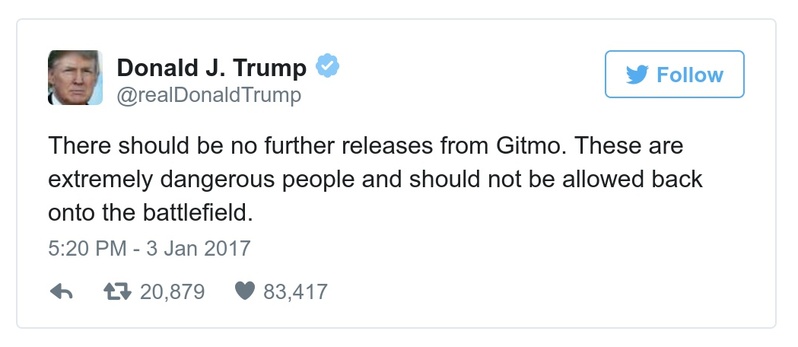 Donald J. Trump
@realDonaldTrump
Follow
There should be no further releases from Gitmo. These are
extremely dangerous people and should not be allowed back
onto the battlefield.
5:20 PM - 3 Jan 2017
20,879 83,417